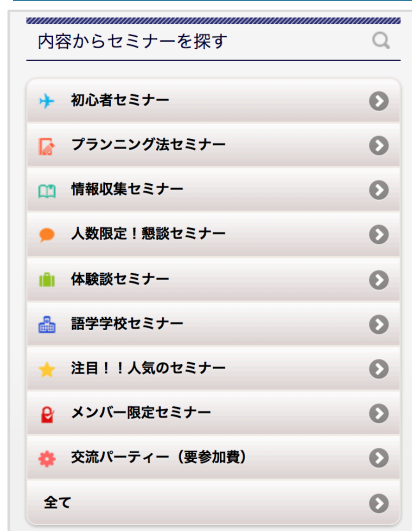 内容からセミナーを探す
初心者セミナー
プランニング法セミナー
情報収集セミナー
人数限定！懇談セミナー
体験談セミナー
語学学校セミナー
注目！！人気のセミナー
メンバー限定セミナー
交流パーティー（要参加費）
全て